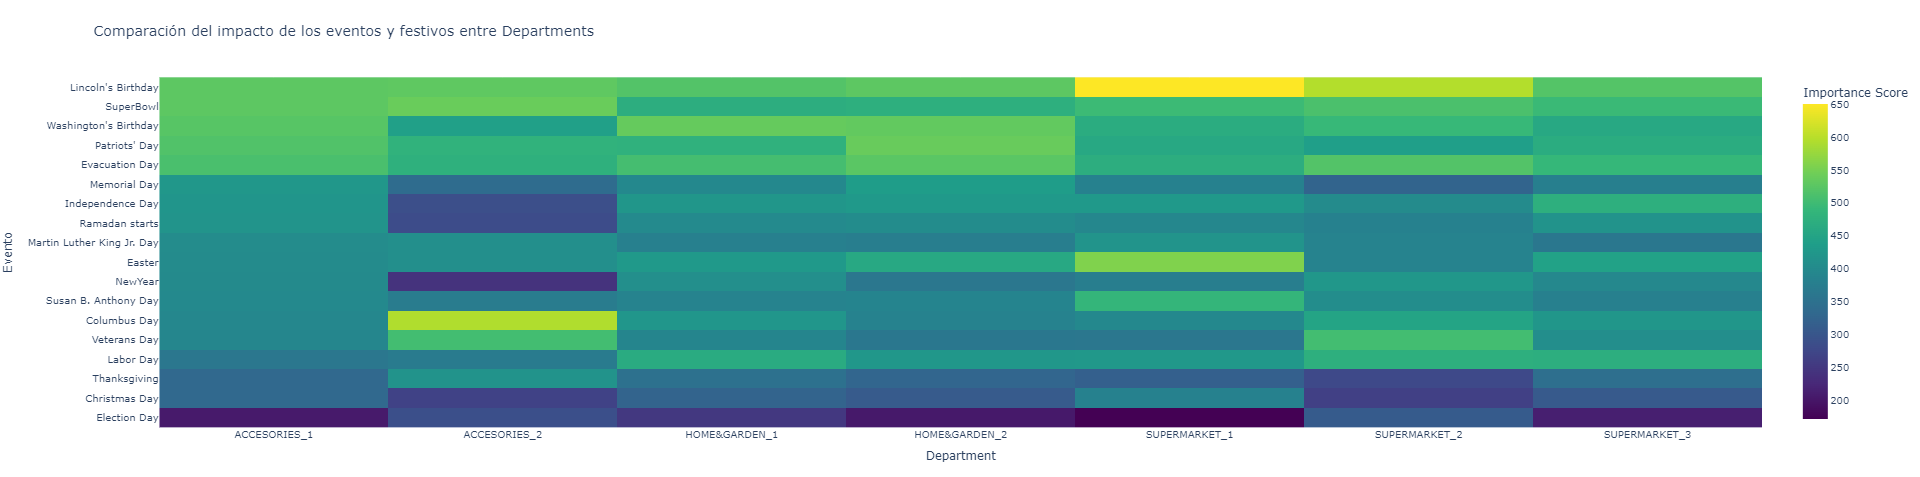 Comparación del impacto de los eventos y festivos entre Departments
Importance Score
Evento
Lincoln's Birthday
SuperBowl
Washington's Birthday
Patriots' Day
Evacuation Day
Memorial Day
Independence Day
Ramadan starts
Martin Luther King Jr. Day
Easter
NewYear
Susan B. Anthony Day
Columbus Day
Veterans Day
Labor Day
Thanksgiving
Christmas Day
Election Day
650
600
550
500
450
400
350
300
250
200
ACCESORIES_1 ACCESORIES_2 HOME&GARDEN_1 HOME&GARDEN_2 SUPERMARKET_1 SUPERMARKET_2 SUPERMARKET_3
Department